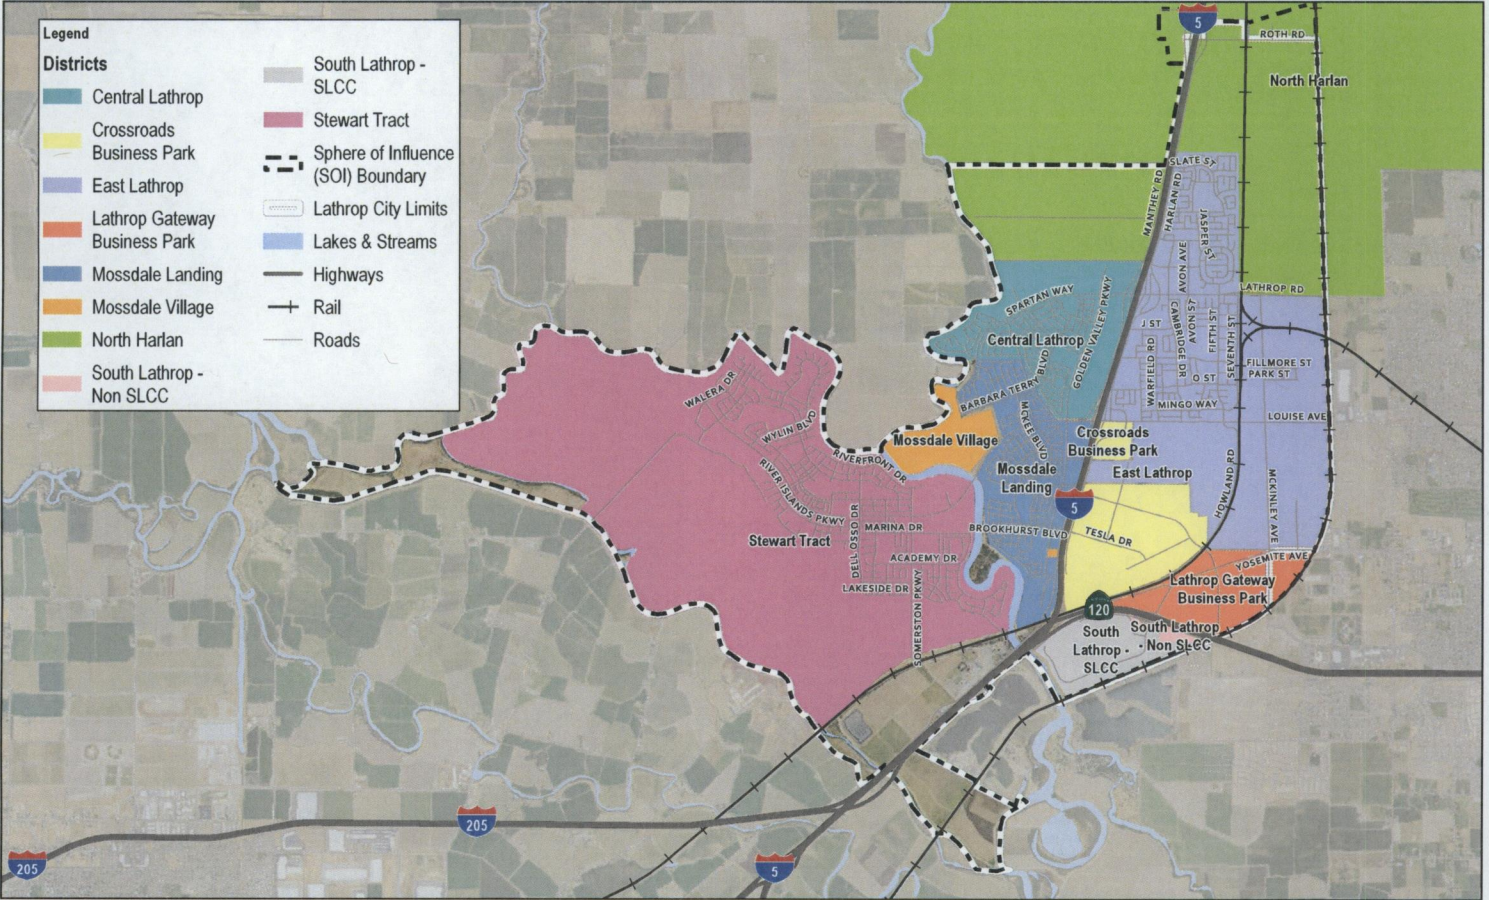 Legend
Districts
Central Lathrop
Crossroads
Business Park
East Lathrop
Lathrop Gateway
Business Park
Mossdale Landing
Mossdale Village
North Harlan
South Lathrop -
Non SLCC
South Lathrop -
SLCC
Stewart Tract
Sphere of Influence
(SOI) Boundary
Lathrop City Limits
Lakes & Streams
Highways
Rail
Roads
5
ROTH RD
North Harlan
SLATE ST
MANTHEY RD
HARLAN RD
JASPER ST
AVON AVE
LATHROP RD
SPARTAN WAY
GOLDEN VALLEY PKWY
Central Lathrop
J ST
CAMBRIDGE DR
AVON ST
FIFTH ST
SEVENTH ST
WARFIELD RD
FILLMORE ST
PARK ST
O ST
MINGO WAY
LOUISE AVE
BARBARA TERRY BLVD
MCKEE BLVD
WALERA DR
WYLIN BLVD
RIVERFRONT DR
RIVER ISLANDS PKWY
Mossdale Village
Crossroads
Business Park
Mossdale
Landing
East Lathrop
HOWLAND RD
MCKINLEY AVE
5
BROOKHURST BLVD
TESLA DR
Stewart Tract
DELL OSSO DR
MARINA DR
ACADEMY DR
LAKESIDE DR
SOMERSTON PKWY
YOSEMITE AVE
Lathrop Gateway
Business Park
120
South
Lathrop -
SLCC
South Lathrop
- Non SLCC
205
205
5